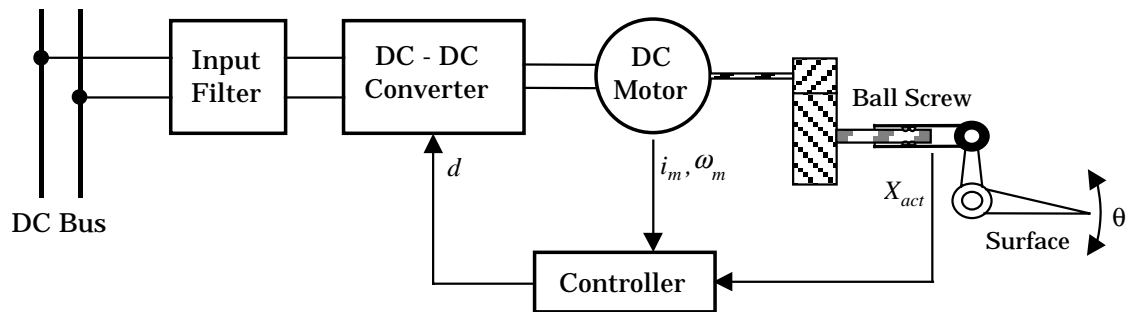 Input
Filter
DC - DC
Converter
DC
Motor
Ball Screw
d
i_m, ω_m
X_act
θ
DC Bus
Surface
Controller